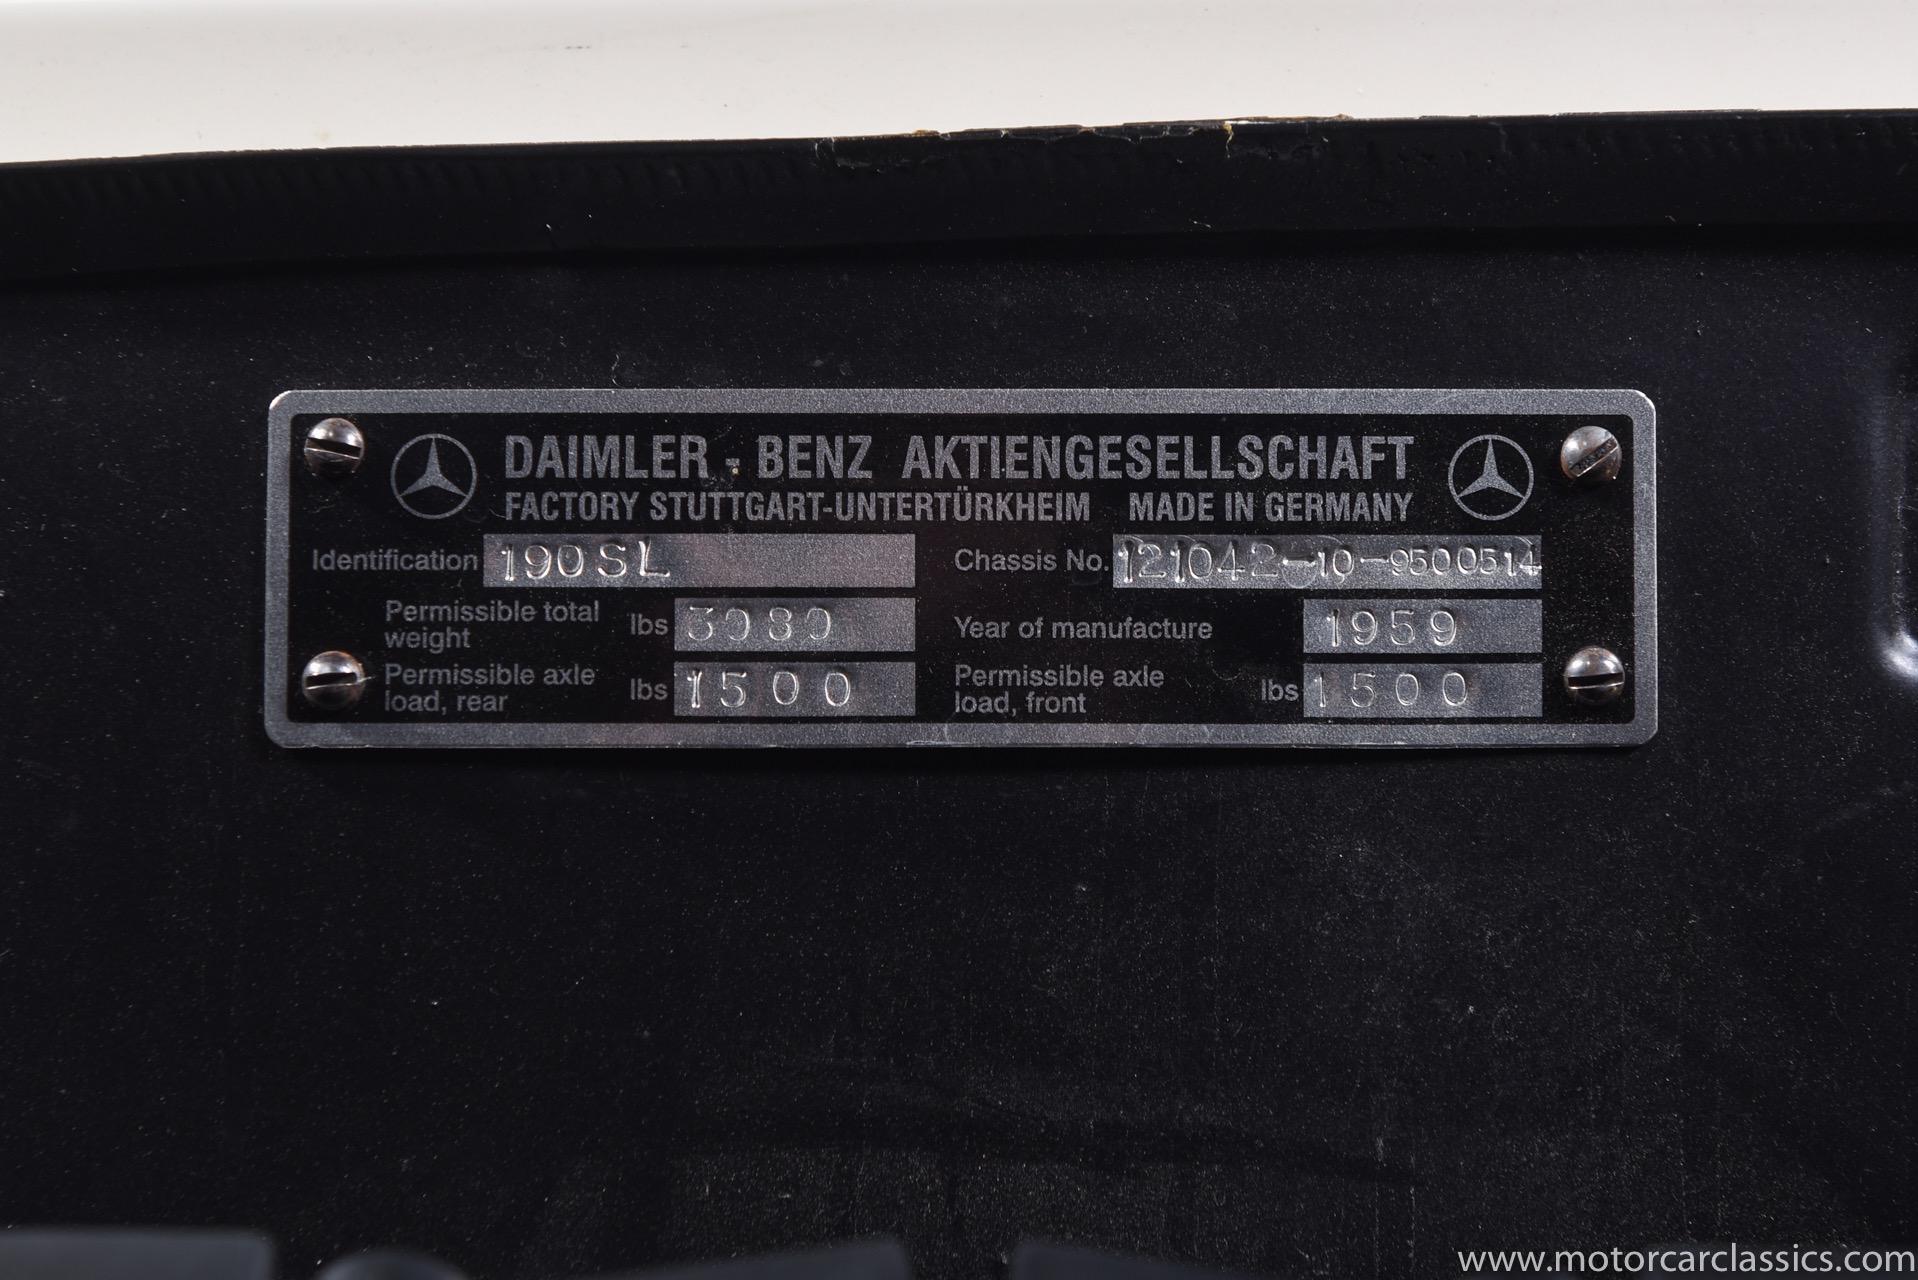 DAIMLER - BENZ AKTIENGESELLSCHAFT
FACTORY STUTTGART-UNTERTÜRKHEIM MADE IN GERMANY
Identification 190SL Chassis No. 121042-10-9500514
Permissible total weight lbs 3080 Year of manufacture 1959
Permissible axle load, rear lbs 1500 Permissible axle load, front lbs 1500
www.motorcarclassics.com